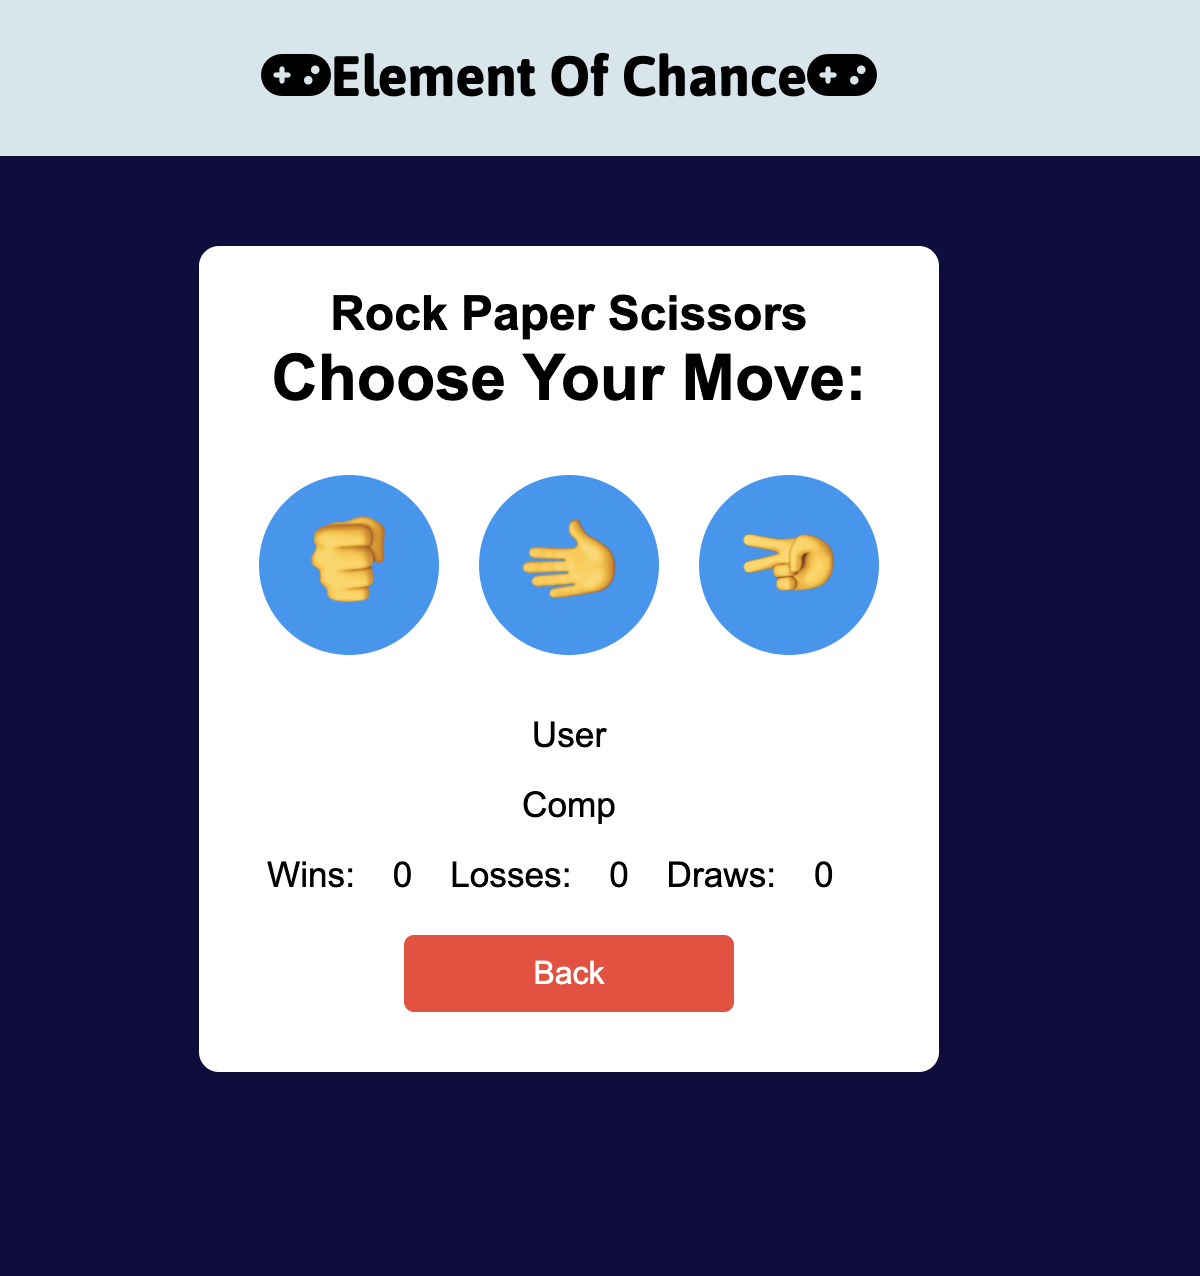 Element Of Chance
Rock Paper Scissors
Choose Your Move:
User
Comp
Wins: 0 Losses: 0 Draws: 0
Back